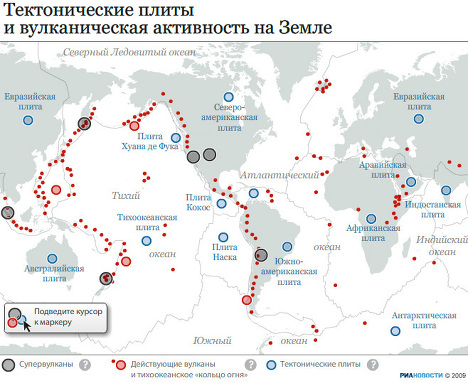 Тектонические плиты
и вулканическая активность на Земле
Северный Ледовитый океан
Евразийская
плита
Северо-
американская
плита
Евразийская
плита
Плита
Хуана де Фука
Аравийская
плита
Атлантический
Тихий
Плита
Кокос
Индостанская
плита
Тихоокеанская
плита
Африканская
плита
Плита
Наска
океан
Индийский
океан
океан
Австралийская
плита
Южно-
американская
плита
Подведите курсор
к маркеру
Антарктическая
плита
Южный
океан
Супервулканы
?
Действующие вулканы
и тихоокеанское «кольцо огня»
?
Тектонические плиты
?
РИАНОВОСТИ © 2009